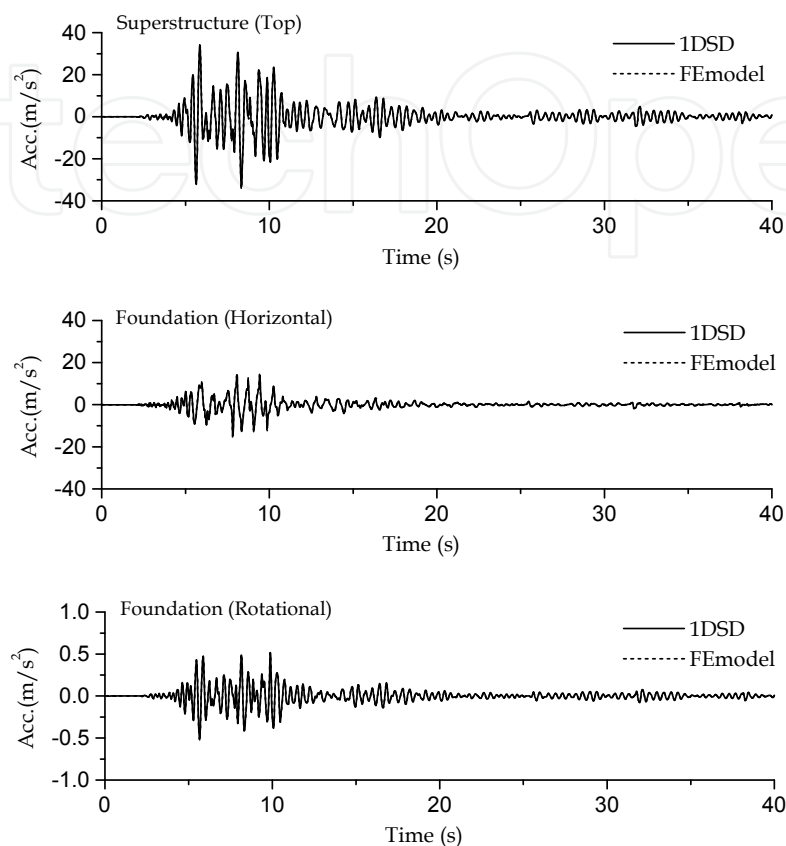 Superstructure (Top)
1DSD
FEmodel
Acc.(m/s²)
40
20
0
-20
-40
0 10 20 30 40
Time (s)
Foundation (Horizontal)
1DSD
FEmodel
Acc.(m/s²)
40
20
0
-20
-40
0 10 20 30 40
Time (s)
Foundation (Rotational)
1DSD
FEmodel
Acc.(m/s²)
1.0
0.5
0.0
-0.5
-1.0
0 10 20 30 40
Time (s)
techOpe